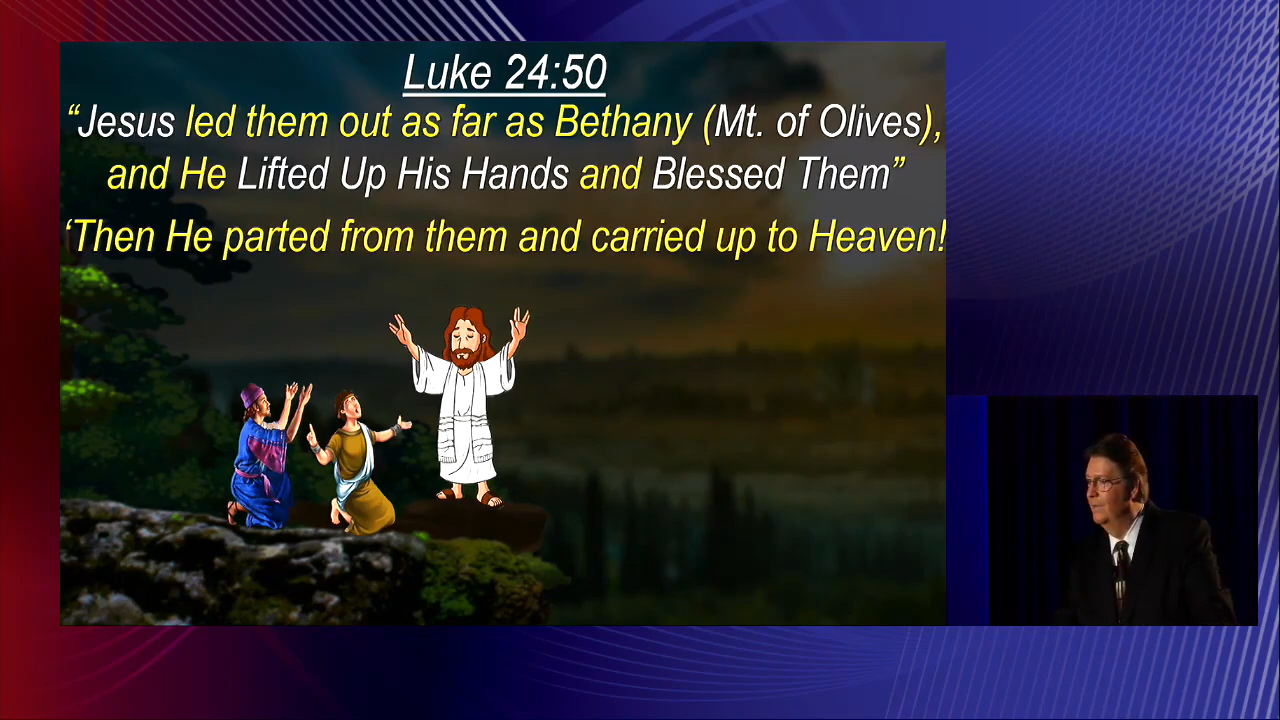 Luke 24:50
“Jesus led them out as far as Bethany (Mt. of Olives),
and He Lifted Up His Hands and Blessed Them”
‘Then He parted from them and carried up to Heaven!